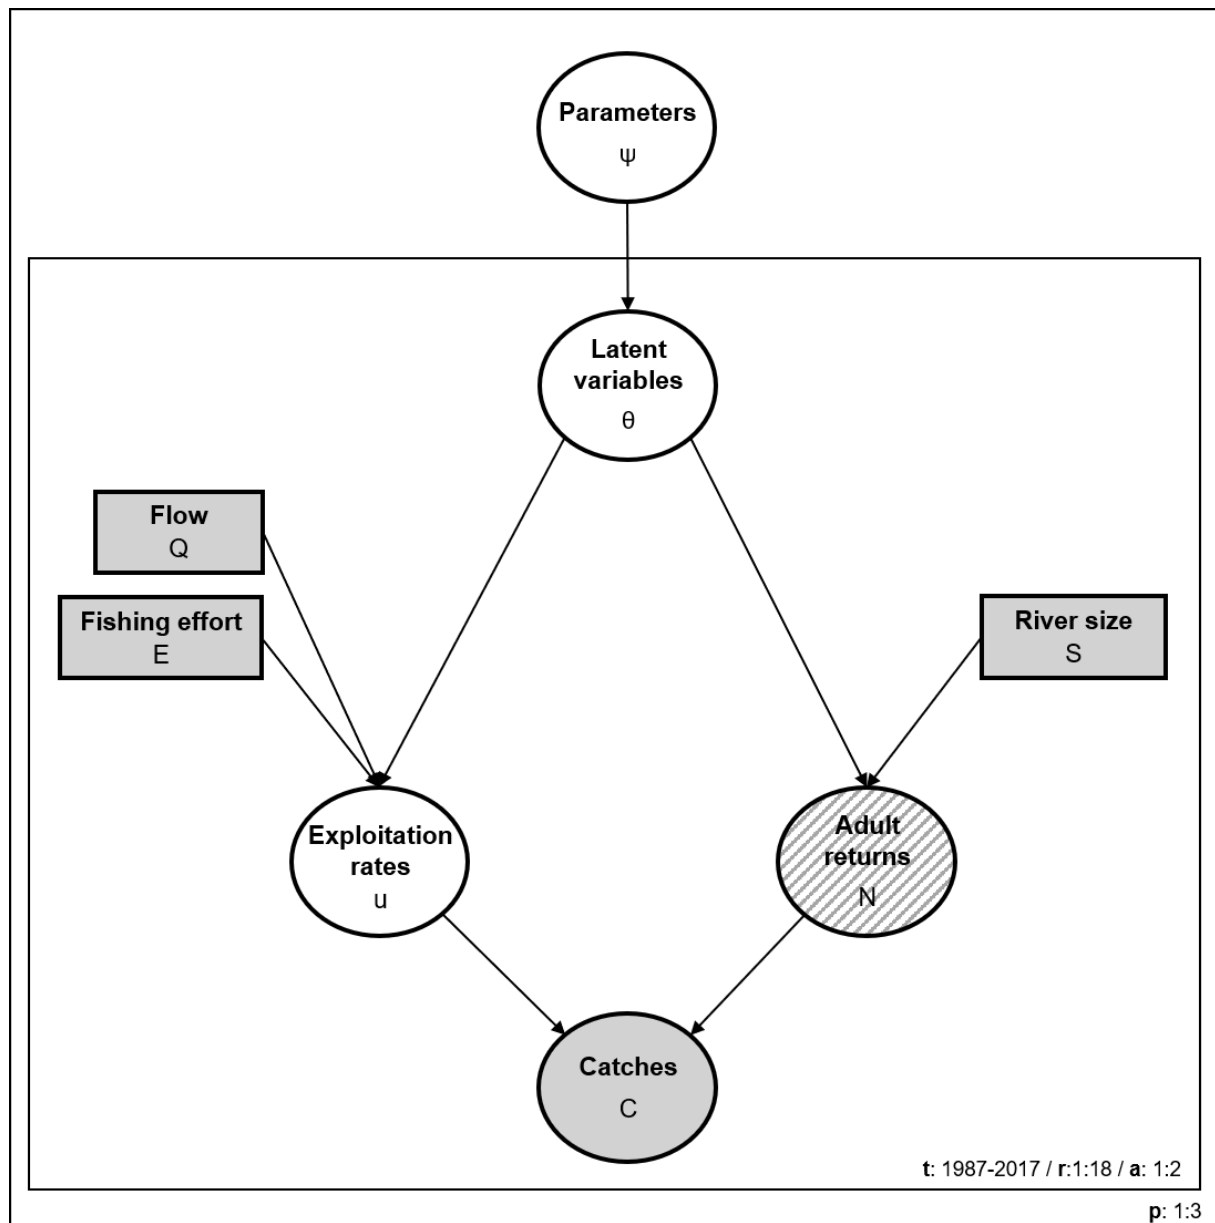 Parameters
ψ
Latent
variables
θ
Flow
Q
Fishing effort
E
River size
S
Exploitation
rates
u
Adult
returns
N
Catches
C
t: 1987-2017 / r:1:18 / a: 1:2
p: 1:3